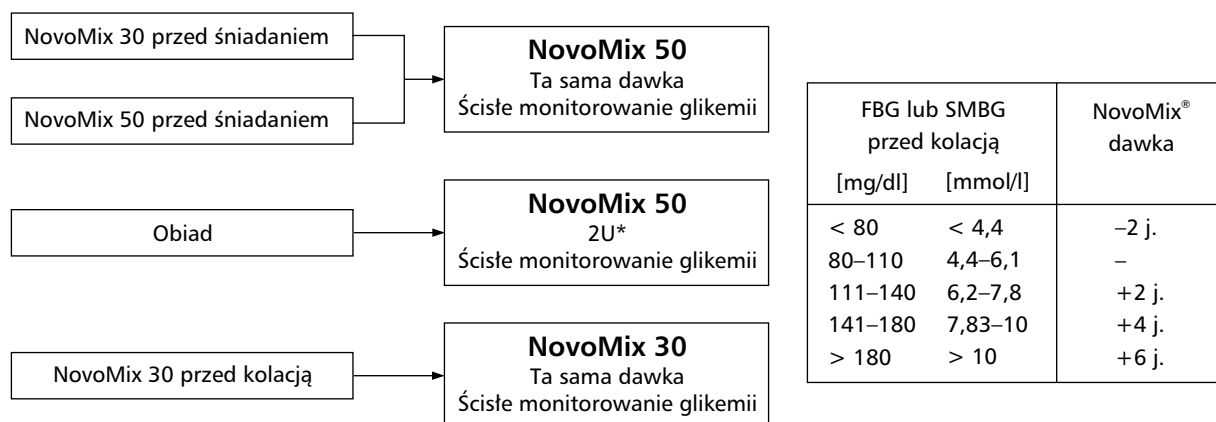 NovoMix 30 przed śniadaniem
NovoMix 50 przed śniadaniem
NovoMix 50
Ta sama dawka
Ścisłe monitorowanie glikemii
Obiad
NovoMix 50
2U*
Ścisłe monitorowanie glikemii
NovoMix 30 przed kolacją
NovoMix 30
Ta sama dawka
Ścisłe monitorowanie glikemii
FBG lub SMBG NovoMix®
przed kolacją dawka
[mg/dl] [mmol/l]
< 80 < 4,4 –2 j.
80–110 4,4–6,1 –
111–140 6,2–7,8 +2 j.
141–180 7,83–10 +4 j.
> 180 > 10 +6 j.